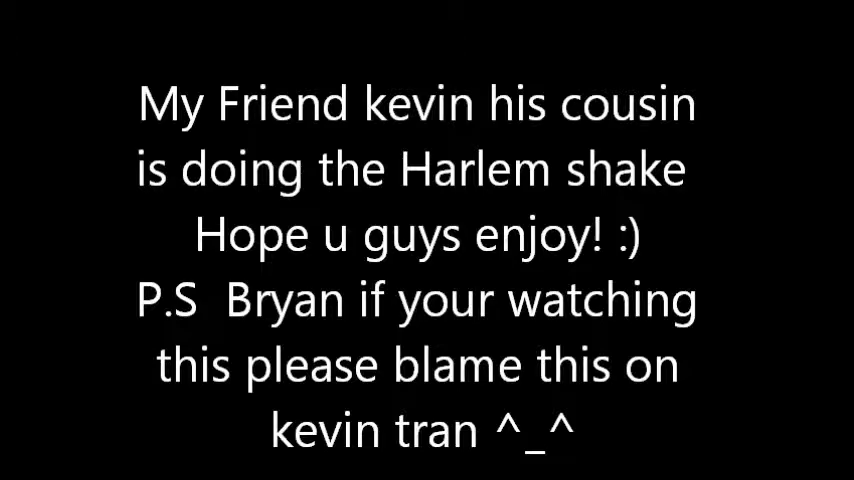 My Friend kevin his cousin
is doing the Harlem shake
Hope u guys enjoy! :)
P.S  Bryan if your watching
this please blame this on
kevin tran ^_^